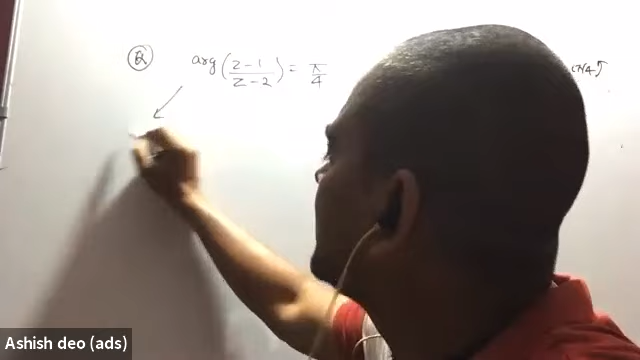 Q arg(z-1/z-2) = π/4
Ashish deo (ads)